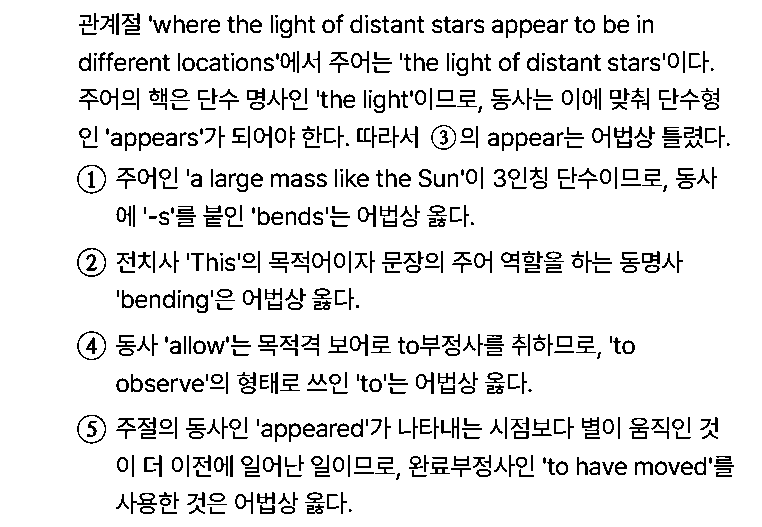 관계절 'where the light of distant stars appear to be in
different locations'에서 주어는 'the light of distant stars'이다.
주어의 핵은 단수 명사인 'the light'이므로, 동사는 이에 맞춰 단수형
인 'appears'가 되어야 한다. 따라서 ③의 appear는 어법상 틀렸다.
① 주어인 'a large mass like the Sun'이 3인칭 단수이므로, 동사
에 '-s'를 붙인 'bends'는 어법상 옳다.
② 전치사 'This'의 목적어이자 문장의 주어 역할을 하는 동명사
'bending'은 어법상 옳다.
④ 동사 'allow'는 목적격 보어로 to부정사를 취하므로, 'to
observe'의 형태로 쓰인 'to'는 어법상 옳다.
⑤ 주절의 동사인 'appeared'가 나타내는 시점보다 별이 움직인 것
이 더 이전에 일어난 일이므로, 완료부정사인 'to have moved'를
사용한 것은 어법상 옳다.